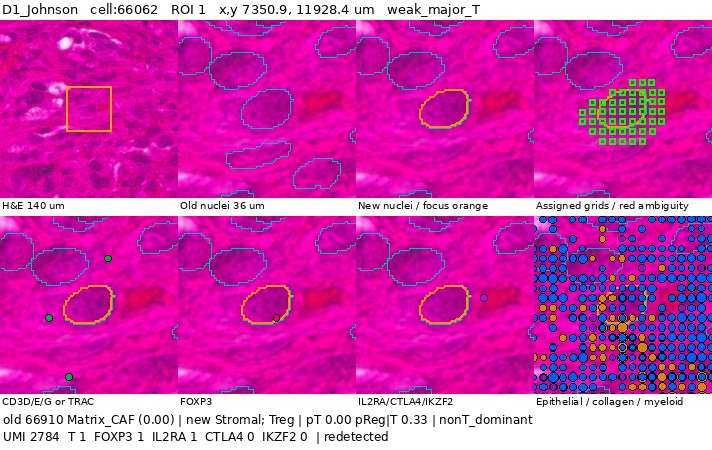 D1_Johnson cell:66062 ROI 1 x,y 7350.9, 11928.4 um weak_major_T
H&E 140 um
Old nuclei 36 um
New nuclei / focus orange
Assigned grids / red ambiguity
CD3D/E/G or TRAC
FOXP3
IL2RA/CTLA4/IKZF2
Epithelial / collagen / myeloid
old 66910 Matrix_CAF (0.00) | new Stromal; Treg | pT 0.00 pReg|T 0.33 | nonT_dominant
UMI 2784 T 1 FOXP3 1 IL2RA 1 CTLA4 0 IKZF2 0 | redetected